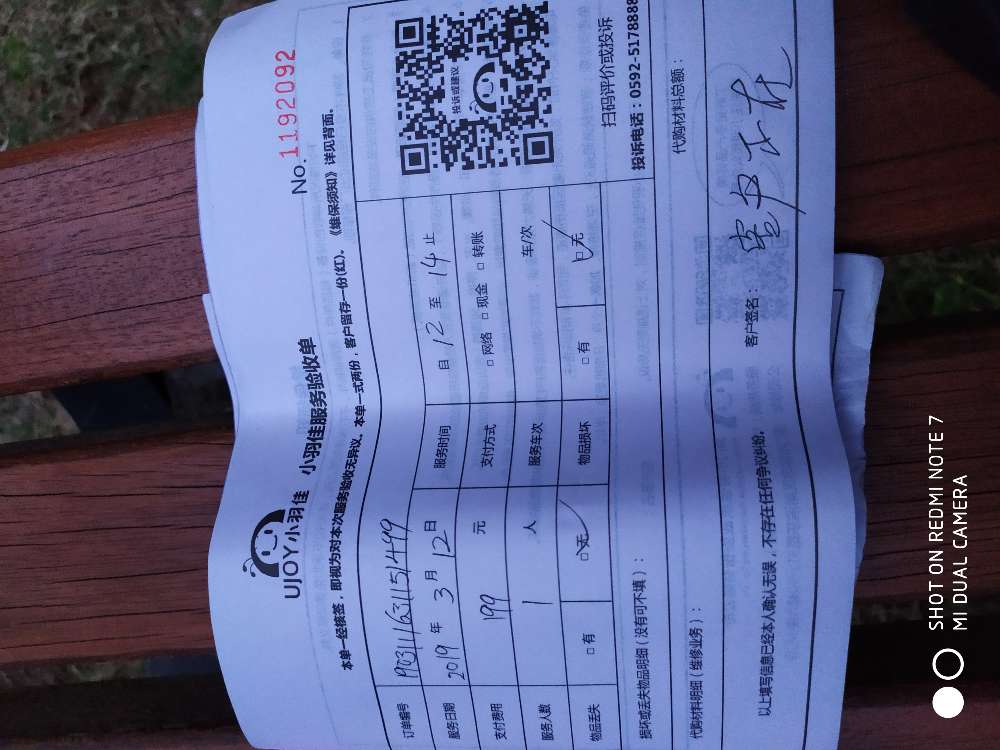 No. 1192092
UJOY小羽佳 小羽佳服务验收单
本单一经核签，即视为对本次服务验收无异议。本单一式两份，客户留存一份(红)。《维保须知》详见背面。
订单编号
服务日期 2019 年 3 月 12 日 服务时间 自 12 至 14 止
支付费用 199 元 支付方式 □ 网络 □ 现金 □ 转账
服务人数 1 人 服务车次 车/次
物品丢失 □ 有 □ 无 物品损坏 □ 有 □ 无
投诉或建议
扫码评价或投诉
损坏或丢失物品明细（没有可不填）：
投诉电话：0592-5178888
代购材料明细（维修业务）：
代购材料总额：
以上填写信息已经本人确认无误，不存在任何争议纠纷。
客户签名：
SHOT ON REDMI NOTE 7
MI DUAL CAMERA